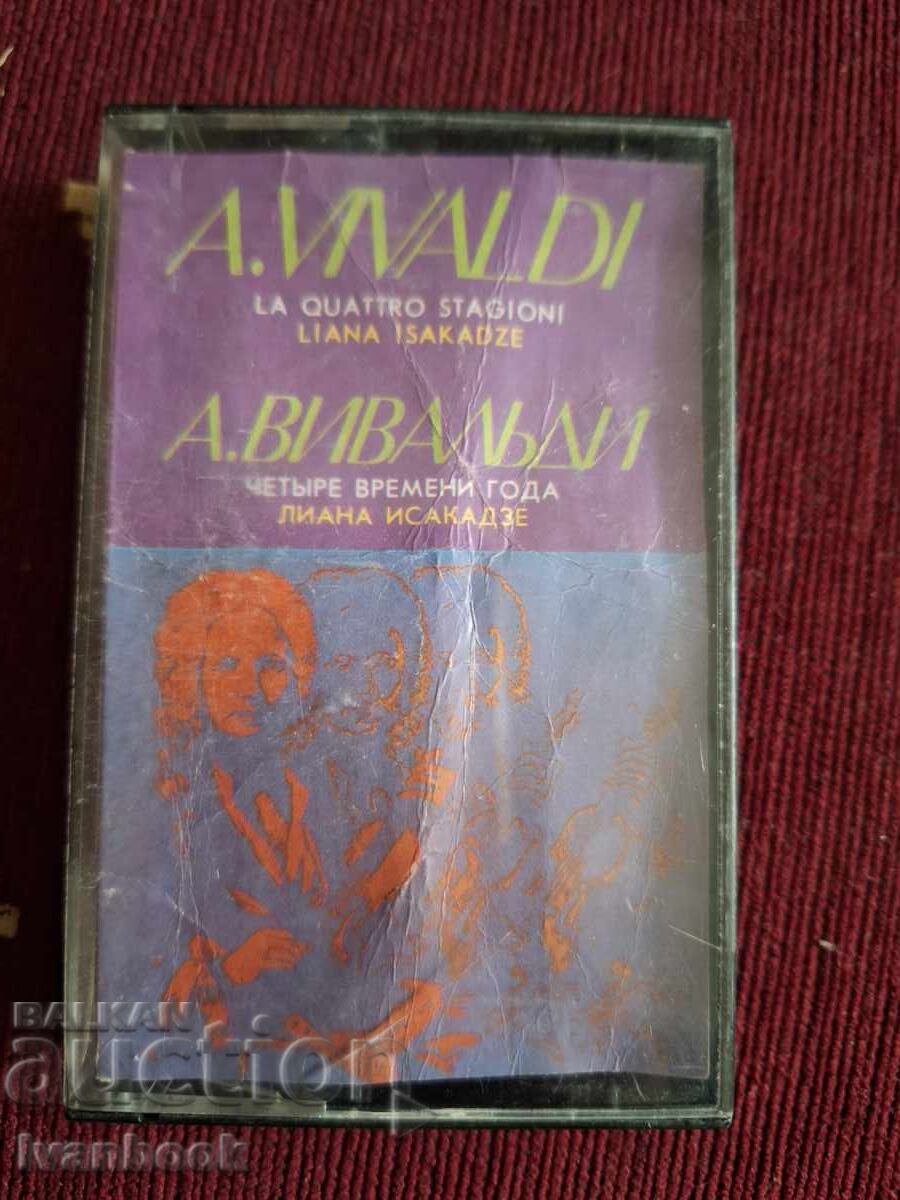 A.VIVALDI
LA QUATTRO STAGIONI
LIANA ISAKADZE
А.ВИВАЛЬДИ
ЧЕТЫРЕ ВРЕМЕНИ ГОДА
ЛИАНА ИСАКАДЗЕ
BALKAN
auction
Ivanbook